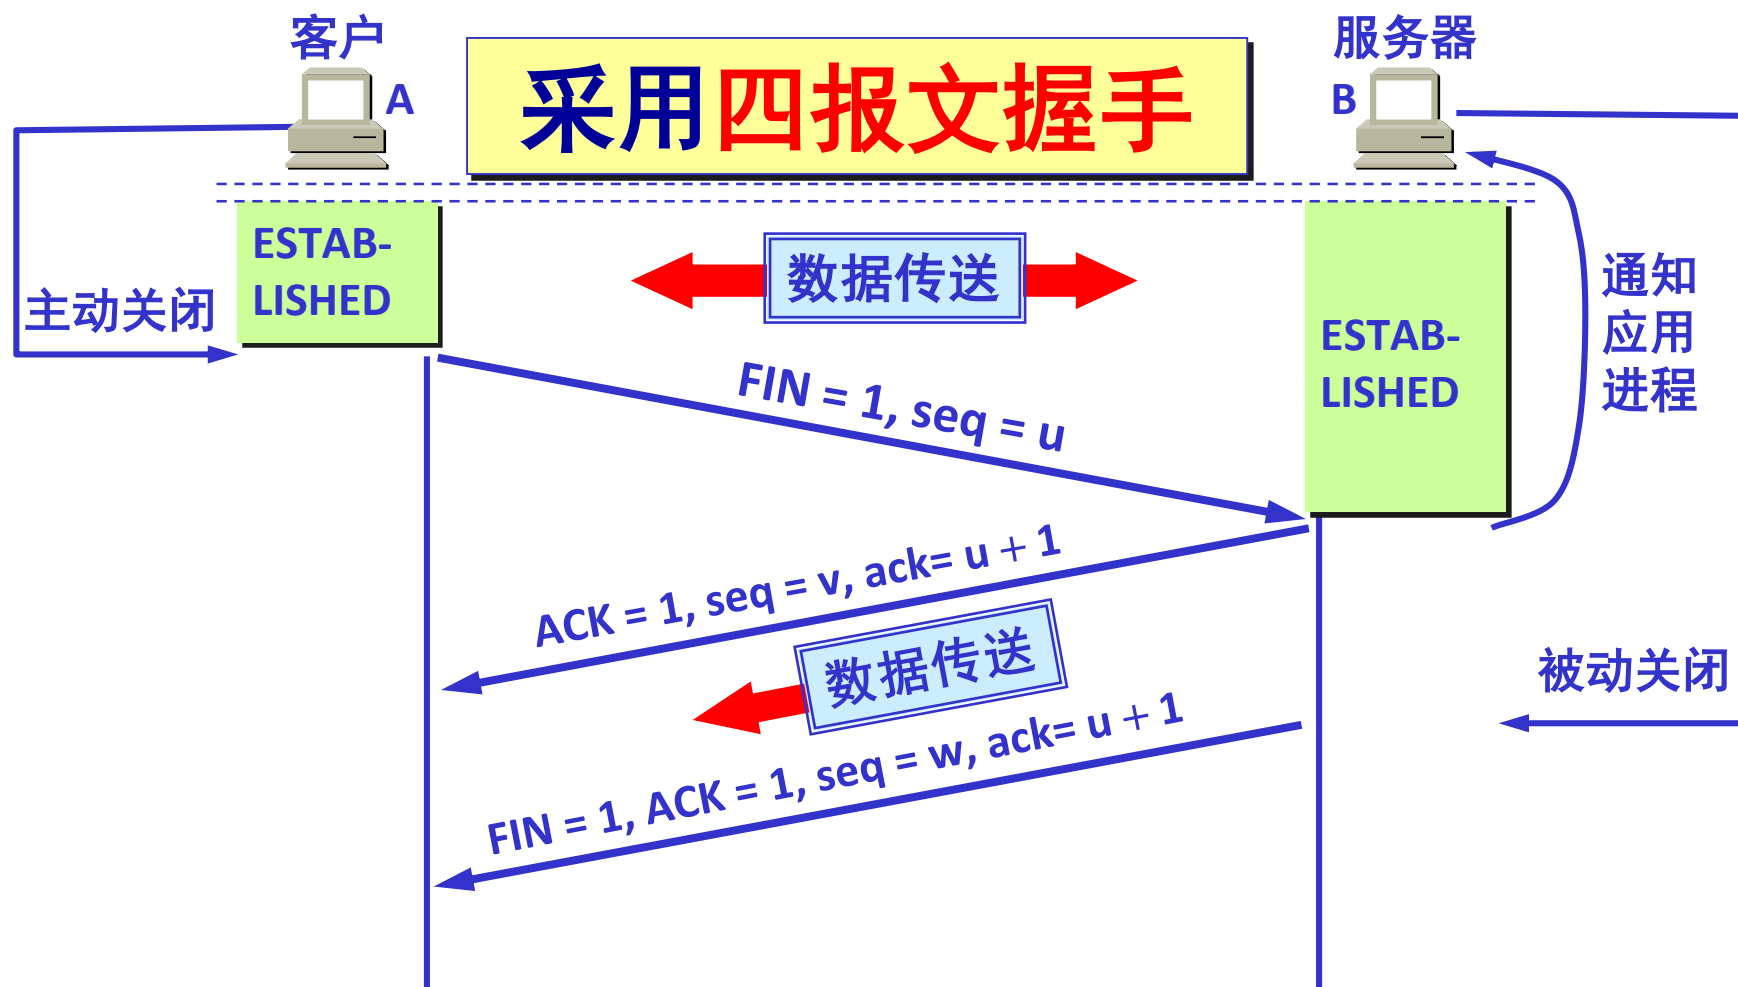 客户
服务器
A
B
采用四报文握手
ESTAB-
LISHED
数据传送
主动关闭
通知
应用
进程
ESTAB-
LISHED
FIN = 1, seq = u
ACK = 1, seq = v, ack= u + 1
数据传送
被动关闭
FIN = 1, ACK = 1, seq = w, ack= u + 1